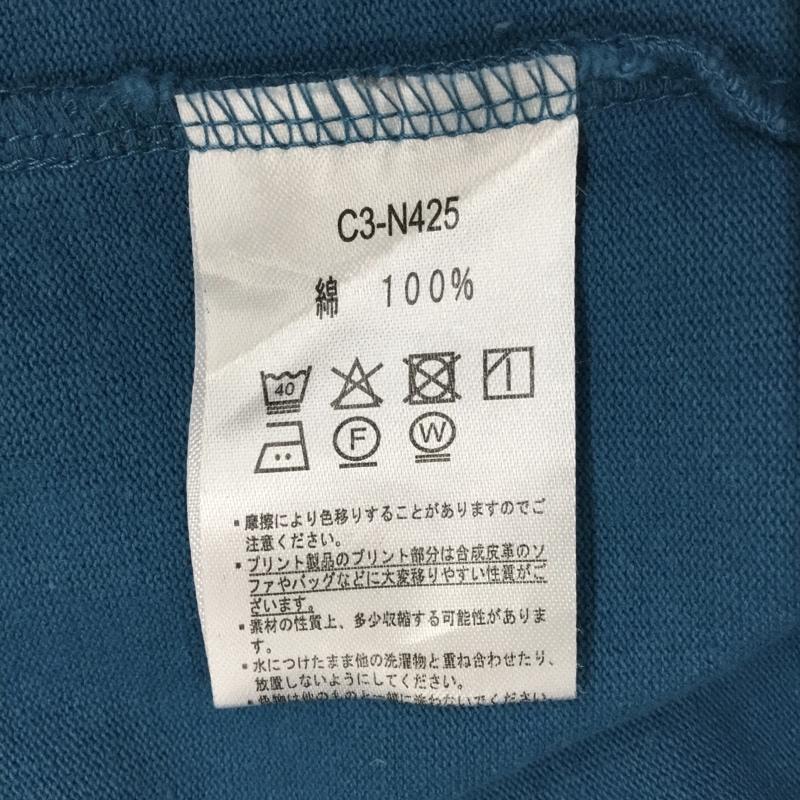 C3-N425
綿 100%
40
F W
▪摩擦により色移りすることがありますのでご
注意ください。
▪プリント製品のプリント部分は合成皮革のソ
ファやバッグなどに大変移りやすい性質がご
ざいます。
▪素材の性質上、多少収縮する可能性がありま
す。
▪水につけたまま他の洗濯物と重ね合わせたり、
放置しないようにしてください。